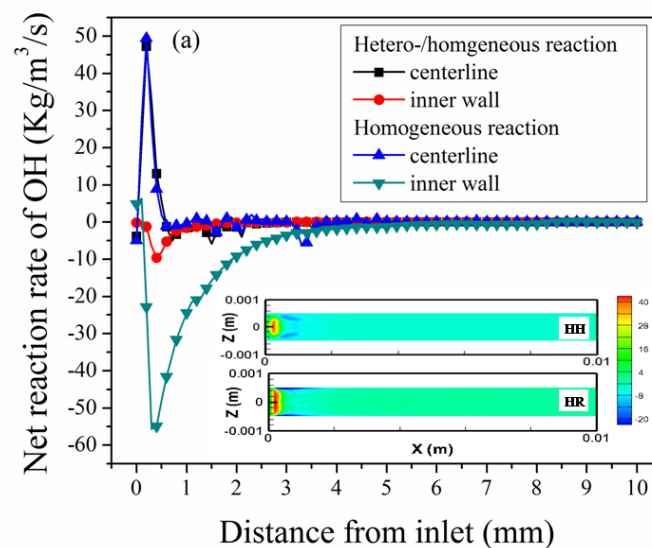 (a)
Hetero-/homgeneous reaction
centerline
inner wall
Homogeneous reaction
centerline
inner wall
Net reaction rate of OH (Kg/m³/s)
50
40
30
20
10
0
-10
-20
-30
-40
-50
-60
0.001
0
-0.001
Z (m)
HH
0
0.01
0.001
0
-0.001
Z (m)
HR
0
0.01
X (m)
40
28
16
4
-8
-20
0 1 2 3 4 5 6 7 8 9 10
Distance from inlet (mm)